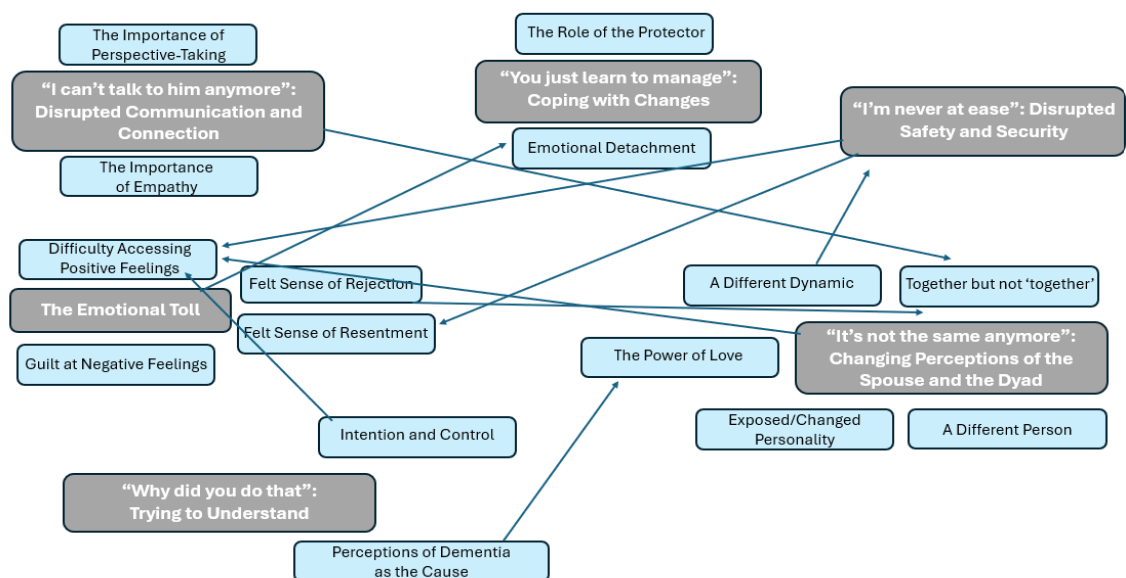 The Importance of
Perspective-Taking
“I can’t talk to him anymore”:
Disrupted Communication and
Connection
The Importance
of Empathy
The Role of the Protector
“You just learn to manage”:
Coping with Changes
Emotional Detachment
“I’m never at ease”: Disrupted
Safety and Security
Difficulty Accessing
Positive Feelings
The Emotional Toll
Guilt at Negative Feelings
Felt Sense of Rejection
Felt Sense of Resentment
A Different Dynamic
Together but not ‘together’
“It’s not the same anymore”:
Changing Perceptions of the
Spouse and the Dyad
The Power of Love
Exposed/Changed
Personality
A Different Person
Intention and Control
“Why did you do that”:
Trying to Understand
Perceptions of Dementia
as the Cause